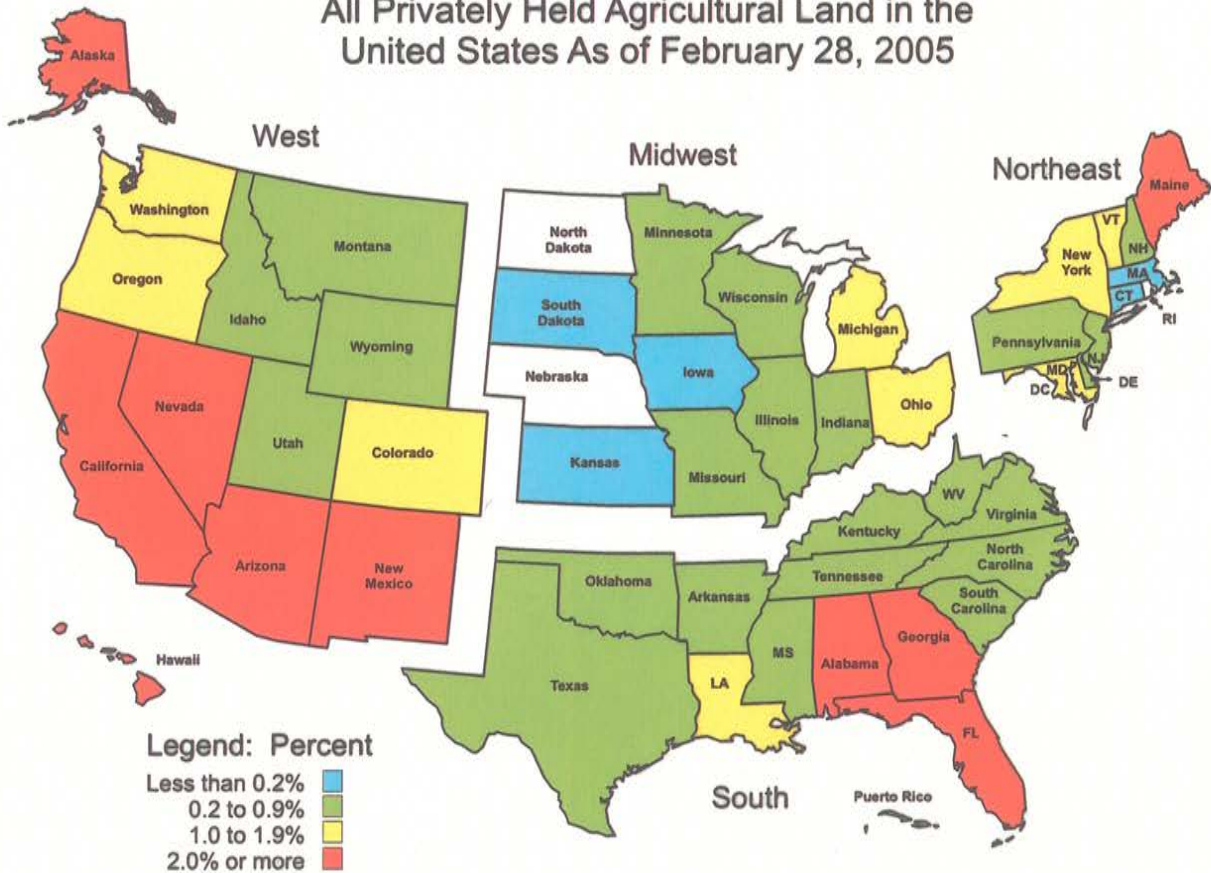 All Privately Held Agricultural Land in the
United States As of February 28, 2005
West
Midwest
Northeast
South
Alaska
Washington
Oregon
California
Nevada
Idaho
Montana
Wyoming
Utah
Colorado
Arizona
New
Mexico
Hawaii
North
Dakota
South
Dakota
Nebraska
Kansas
Minnesota
Iowa
Missouri
Wisconsin
Illinois
Michigan
Indiana
Ohio
Maine
VT
NH
New
York
MA
CT
RI
Pennsylvania
NJ
MD
DE
DC
WV
Virginia
Kentucky
North
Carolina
Tennessee
South
Carolina
Oklahoma
Arkansas
Texas
LA
MS
Alabama
Georgia
FL
Puerto Rico
Legend: Percent
Less than 0.2%
0.2 to 0.9%
1.0 to 1.9%
2.0% or more